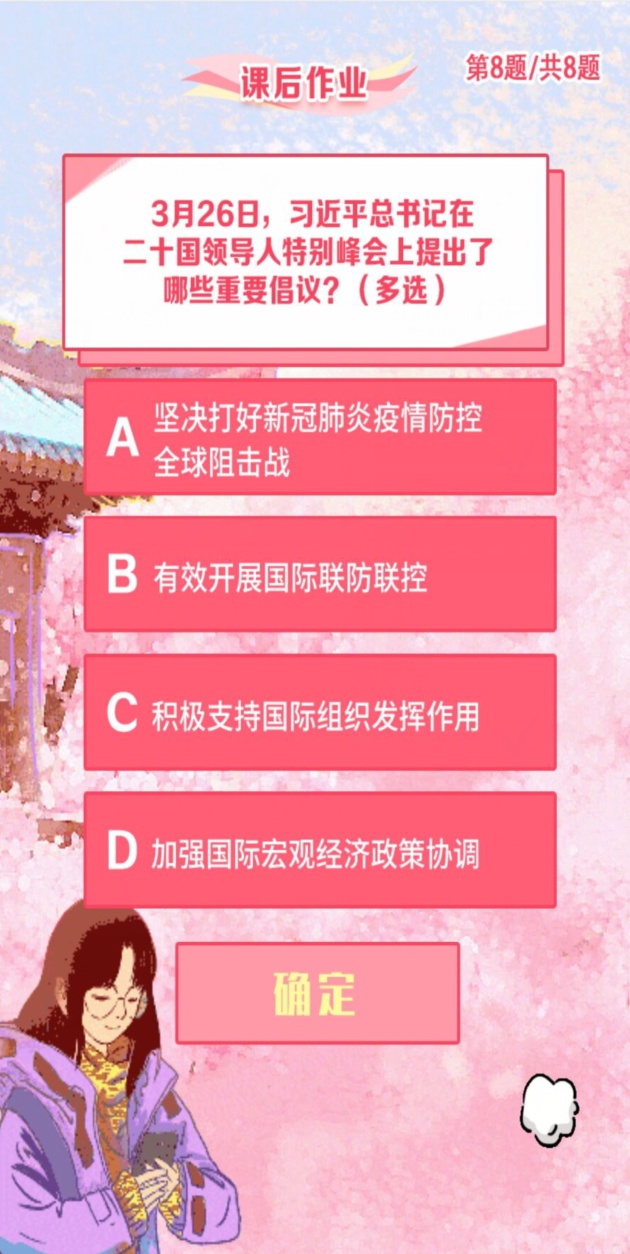 课后作业
第8题/共8题
3月26日，习近平总书记在
二十国领导人特别峰会上提出了
哪些重要倡议？（多选）
A 坚决打好新冠肺炎疫情防控
全球阻击战
B 有效开展国际联防联控
C 积极支持国际组织发挥作用
D 加强国际宏观经济政策协调
确定